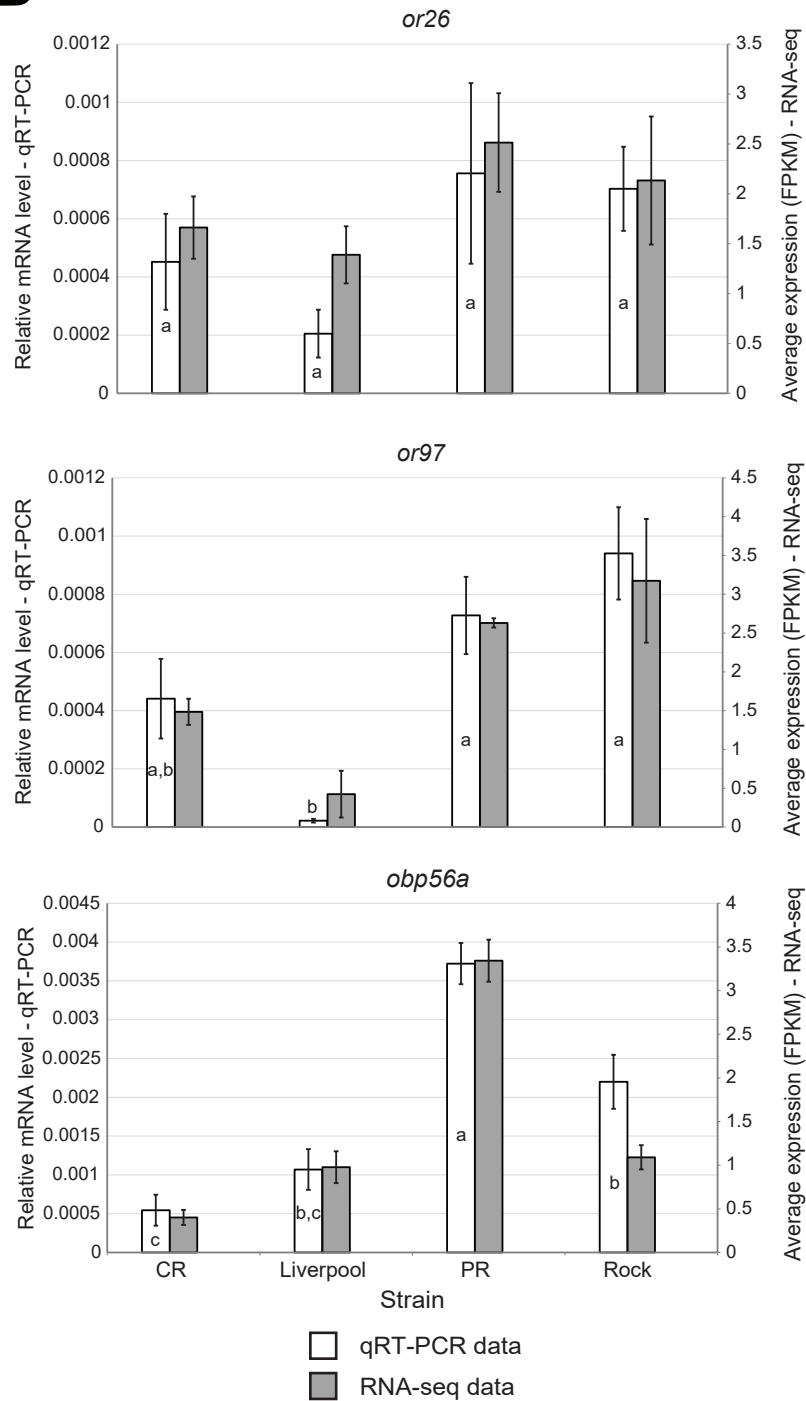 or26
Relative mRNA level - qRT-PCR
0.0012
0.001
0.0008
0.0006
0.0004
0.0002
0
a
a
a
a
3.5
3
2.5
2
1.5
1
0.5
0
Average expression (FPKM) - RNA-seq
or97
Relative mRNA level - qRT-PCR
0.0012
0.001
0.0008
0.0006
0.0004
0.0002
0
a,b
b
a
a
4.5
4
3.5
3
2.5
2
1.5
1
0.5
0
Average expression (FPKM) - RNA-seq
obp56a
Relative mRNA level - qRT-PCR
0.0045
0.004
0.0035
0.003
0.0025
0.002
0.0015
0.001
0.0005
0
c
b,c
a
b
4
3.5
3
2.5
2
1.5
1
0.5
0
Average expression (FPKM) - RNA-seq
CR Liverpool PR Rock
Strain
qRT-PCR data
RNA-seq data